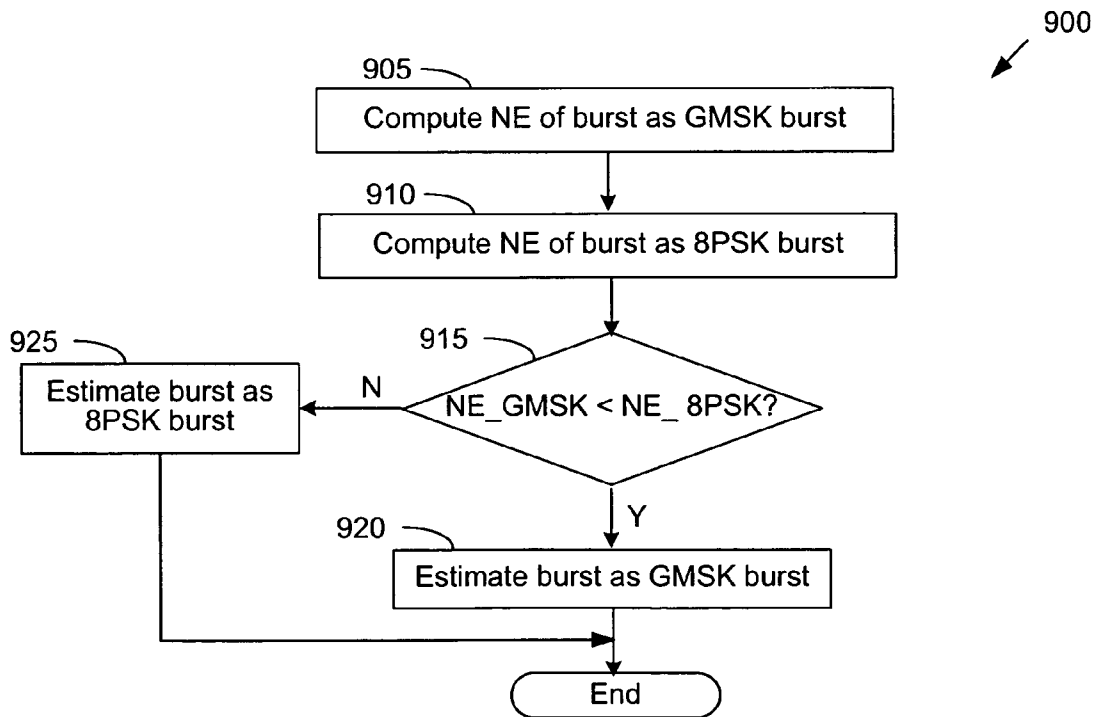 900
905
Compute NE of burst as GMSK burst
910
Compute NE of burst as 8PSK burst
915
NE_GMSK < NE_ 8PSK?
N
925
Estimate burst as
8PSK burst
Y
920
Estimate burst as GMSK burst
End